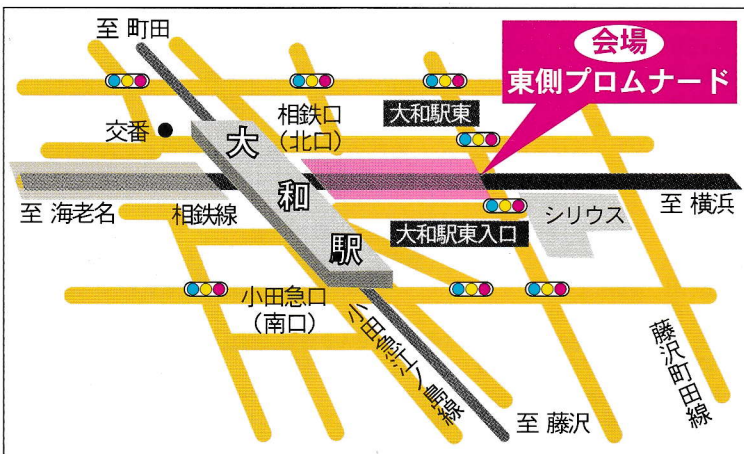 至 町田
会場
東側プロムナード
相鉄口
(北口)
大和駅東
交番
大和駅
至 海老名
相鉄線
大和駅東入口
シリウス
至 横浜
小田急口
(南口)
小田急江ノ島線
藤沢町田線
至 藤沢